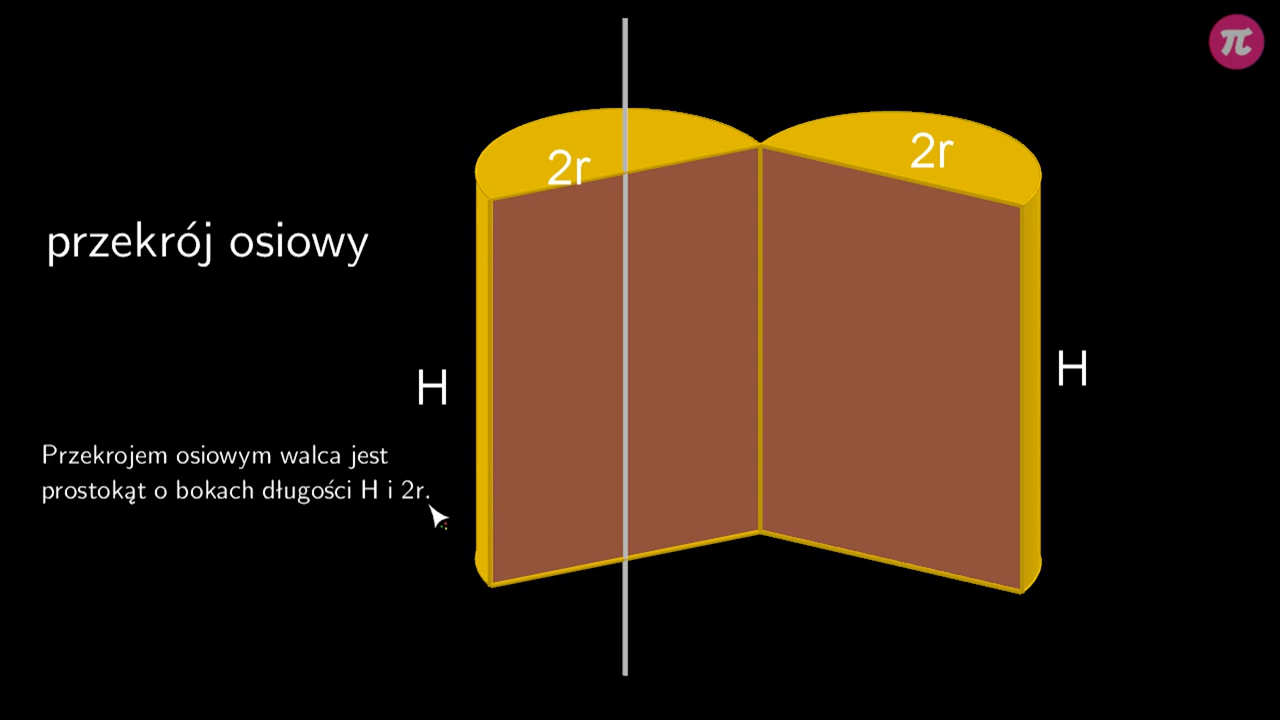 π
2r
2r
przekrój osiowy
H
H
Przekrojem osiowym walca jest
prostokąt o bokach długości H i 2r.